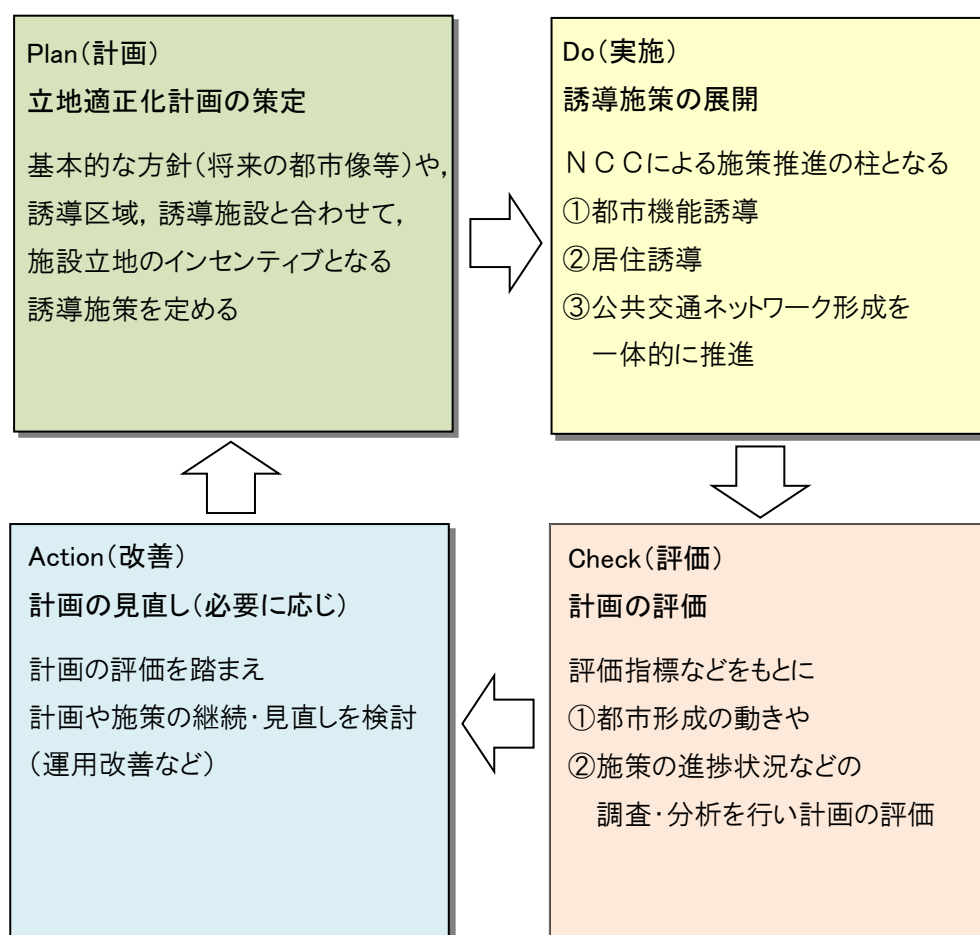 Plan(計画)
立地適正化計画の策定
基本的な方針(将来の都市像等)や,
誘導区域, 誘導施設と合わせて,
施設立地のインセンティブとなる
誘導施策を定める
Do(実施)
誘導施策の展開
NCCによる施策推進の柱となる
①都市機能誘導
②居住誘導
③公共交通ネットワーク形成を
一体的に推進
Check(評価)
計画の評価
評価指標などをもとに
①都市形成の動きや
②施策の進捗状況などの
調査・分析を行い計画の評価
Action(改善)
計画の見直し(必要に応じ)
計画の評価を踏まえ
計画や施策の継続・見直しを検討
(運用改善など)